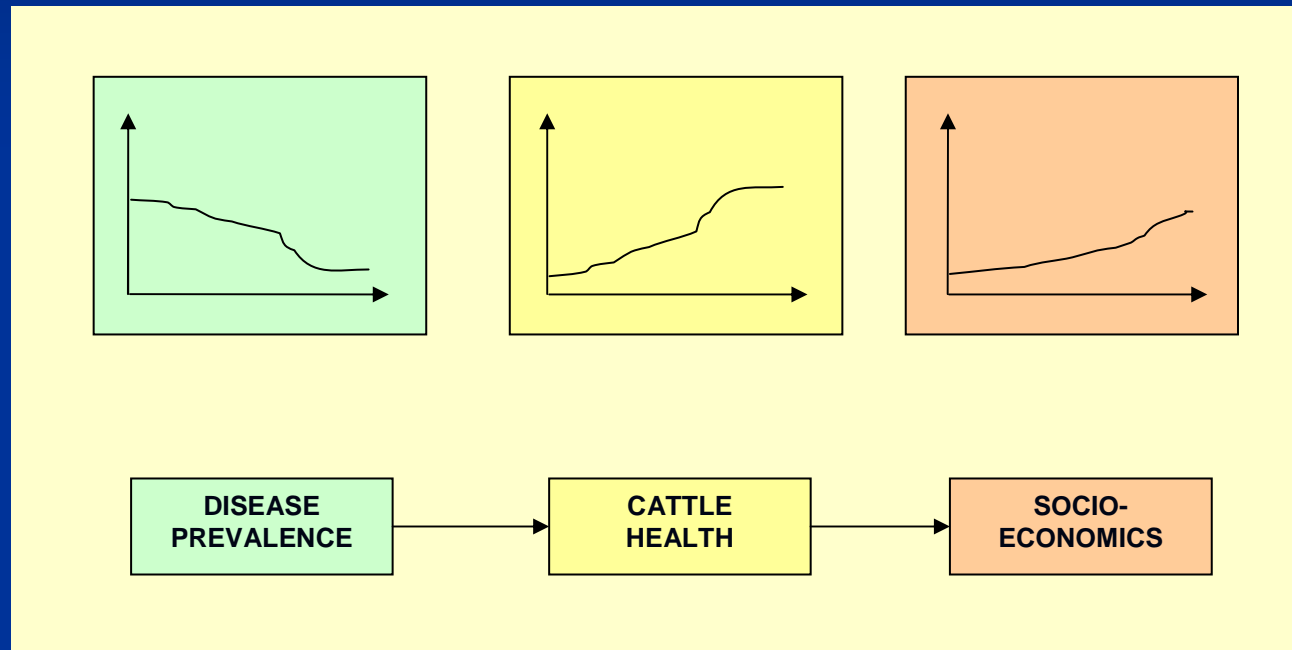 DISEASE
PREVALENCE
CATTLE
HEALTH
SOCIO-
ECONOMICS